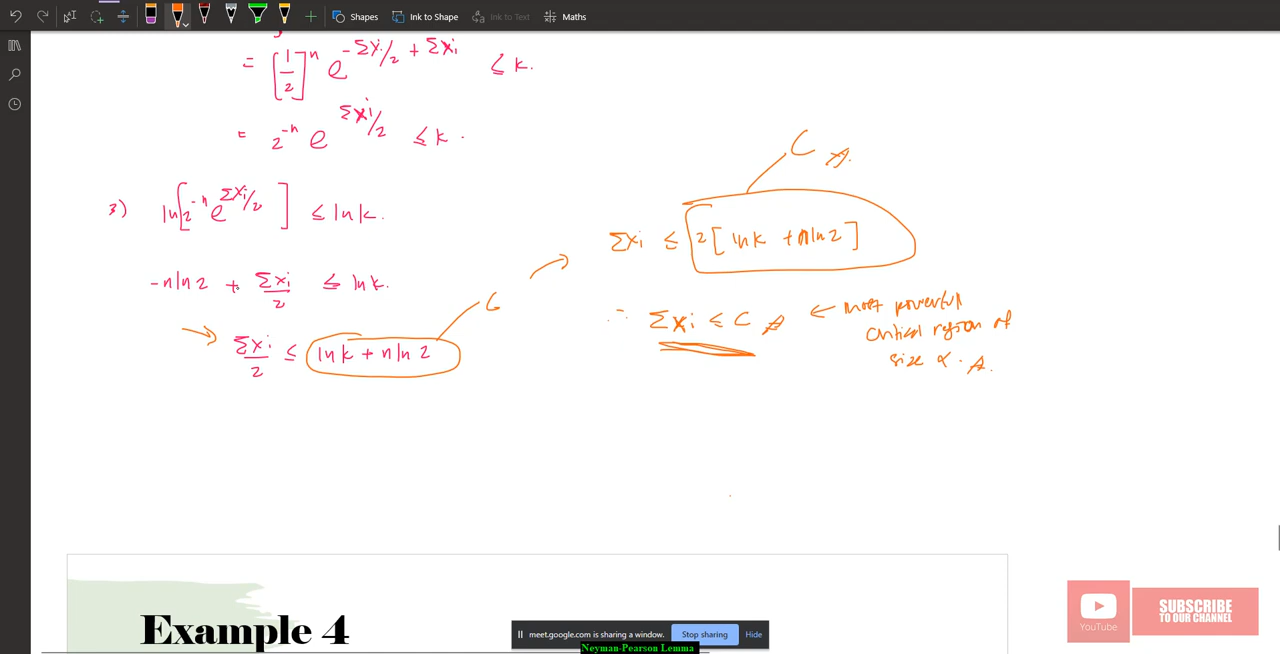 Shapes Ink to Shape Ink to Text Maths
= [1/2]^n e^{-Σxi/2 + Σxi} ≤ k.
= 2^{-n} e^{Σxi/2} ≤ k.
3) ln[2^{-n} e^{Σxi/2}] ≤ ln k.
-n ln 2 + Σxi/2 ≤ ln k.
→ Σxi/2 ≤ ln k + n ln 2
C
C
Σxi ≤ 2[ln k + n ln 2]
∴ Σxi ≤ C
← most powerful
critical region of
size α.
Example 4
meet.google.com is sharing a window. Stop sharing Hide
Neyman-Pearson Lemma
YouTube
SUBSCRIBE
TO OUR CHANNEL